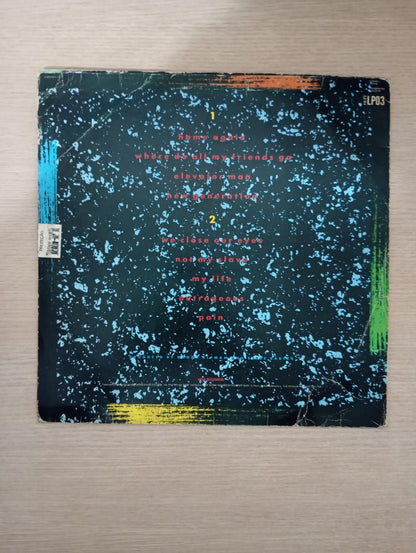 LP03
1
home again
where do all my friends go
elevator man
new generation
2
we close our eyes
not my slave
my life
outrageous
pain